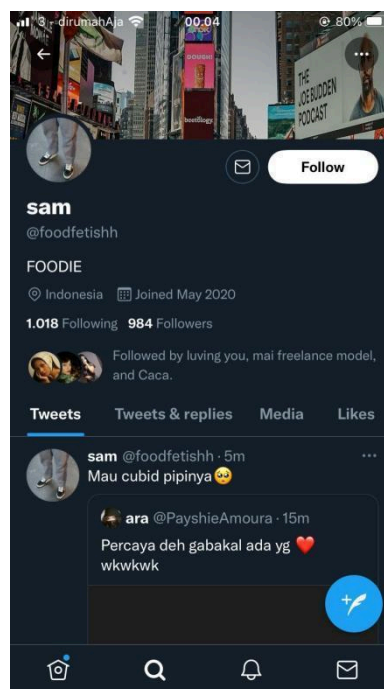 3 - dirumahAja 00.04 80%
DOUGH!
beetology
THE
JOE BUDDEN
PODCAST
Follow
sam
@foodfetishh
FOODIE
Indonesia Joined May 2020
1.018 Following 984 Followers
Followed by luving you, mai freelance model,
and Caca.
Tweets Tweets & replies Media Likes
sam @foodfetishh · 5m
Mau cubid pipinya🥺
ara @PayshieAmoura · 15m
Percaya deh gabakal ada yg ❤️
wkwkwk